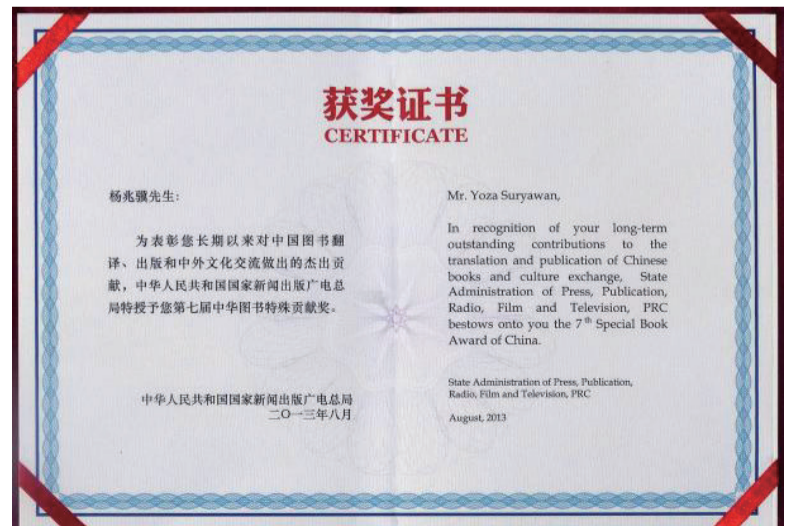 获奖证书
CERTIFICATE
杨兆骥先生:
为表彰您长期以来对中国图书翻
译、出版和中外文化交流做出的杰出贡
献,中华人民共和国国家新闻出版广电总
局特授予您第七届中华图书特殊贡献奖。
中华人民共和国国家新闻出版广电总局
二〇一三年八月
Mr. Yoza Suryawan,
In recognition of your long-term
outstanding contributions to the
translation and publication of Chinese
books and culture exchange, State
Administration of Press, Publication,
Radio, Film and Television, PRC
bestows onto you the 7th Special Book
Award of China.
State Administration of Press, Publication,
Radio, Film and Television, PRC
August, 2013